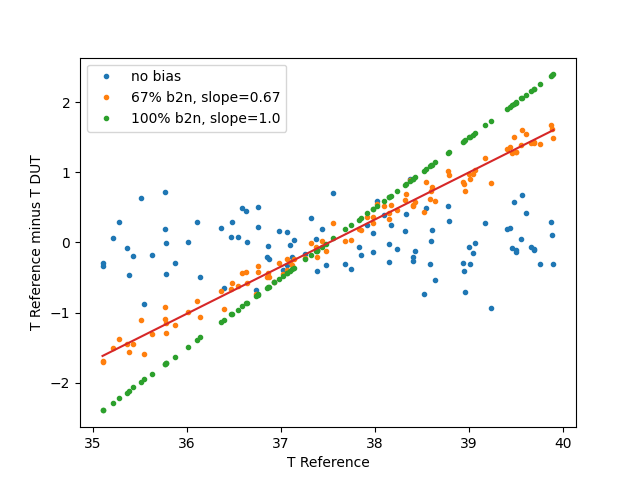 no bias
67% b2n, slope=0.67
100% b2n, slope=1.0
T Reference minus T DUT
2
1
0
−1
−2
35 36 37 38 39 40
T Reference